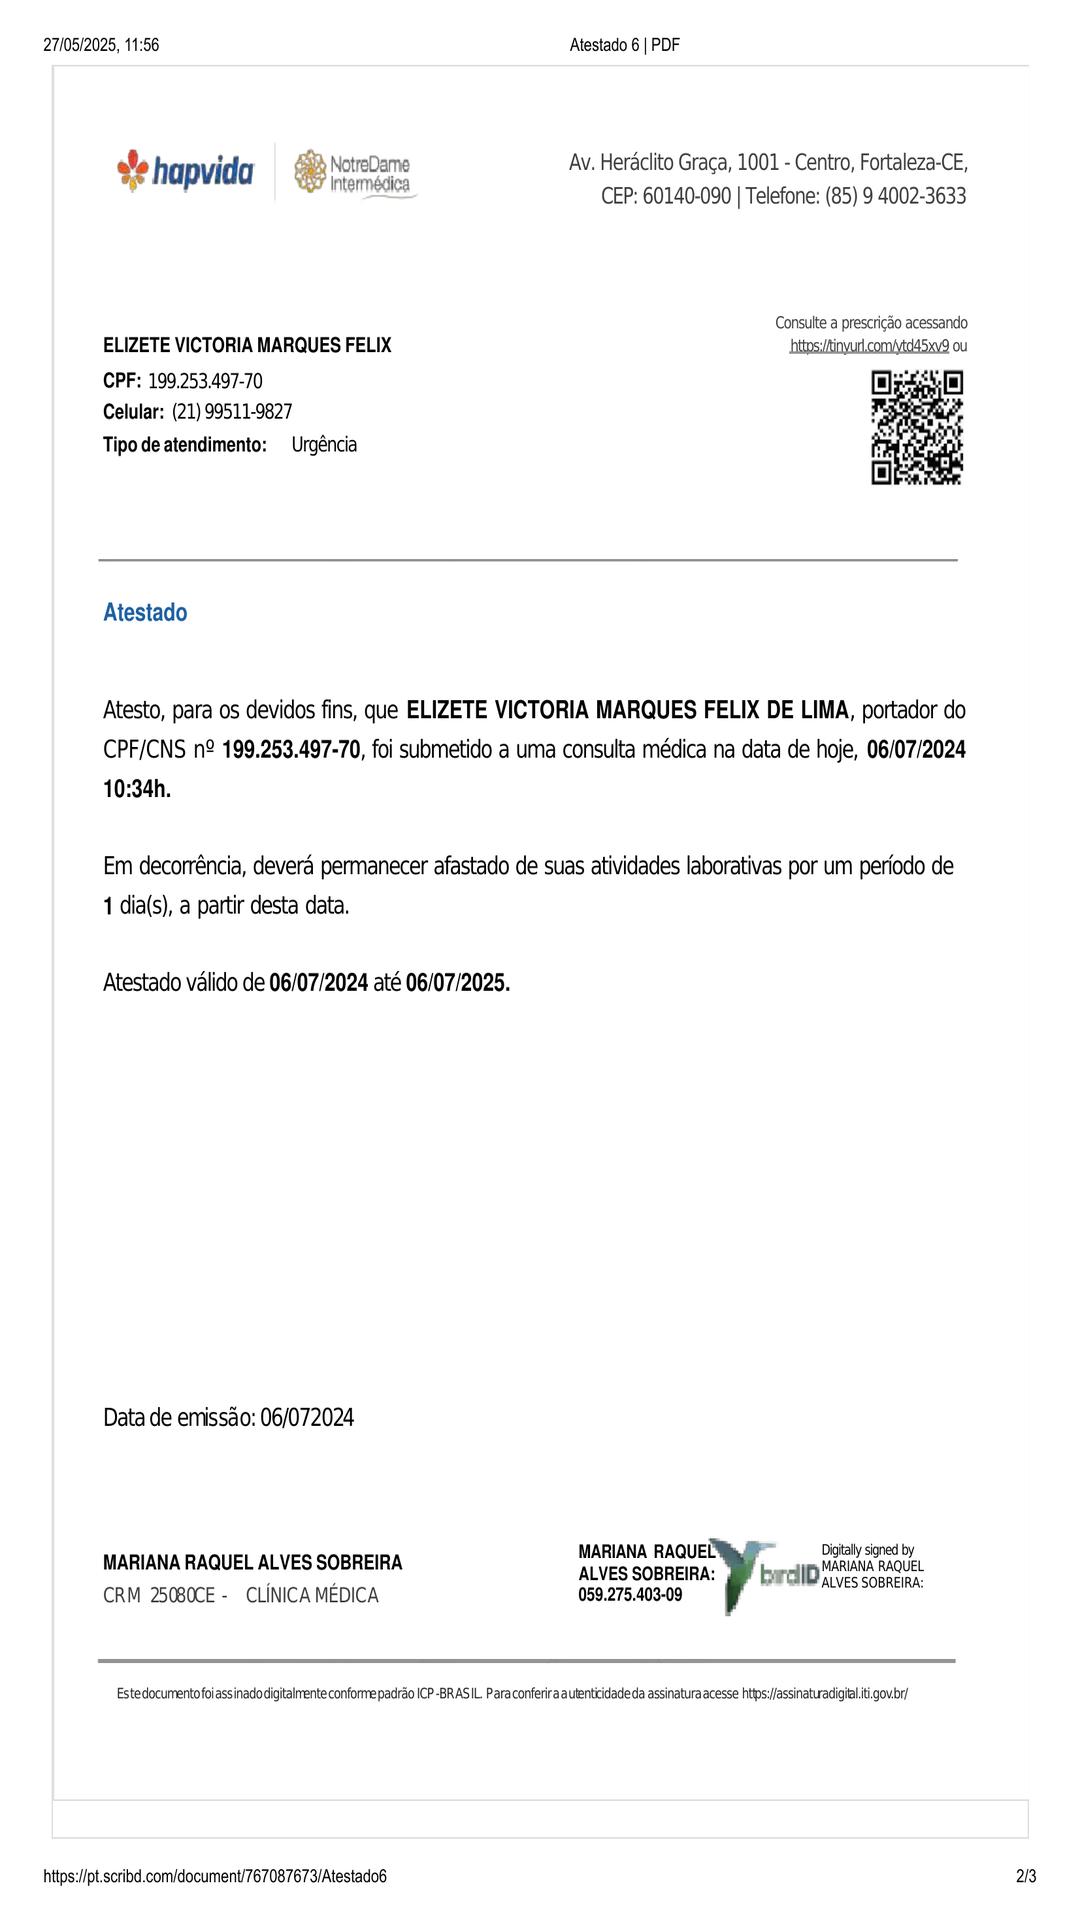 27/05/2025, 11:56 Atestado 6 | PDF
hapvida NotreDame Intermédica
Av. Heráclito Graça, 1001 - Centro, Fortaleza-CE,
CEP: 60140-090 | Telefone: (85) 9 4002-3633
Consulte a prescrição acessando
https://tinyurl.com/ytd45xv9 ou
ELIZETE VICTORIA MARQUES FELIX
CPF: 199.253.497-70
Celular: (21) 99511-9827
Tipo de atendimento: Urgência
Atestado
Atesto, para os devidos fins, que ELIZETE VICTORIA MARQUES FELIX DE LIMA, portador do
CPF/CNS nº 199.253.497-70, foi submetido a uma consulta médica na data de hoje, 06/07/2024
10:34h.
Em decorrência, deverá permanecer afastado de suas atividades laborativas por um período de
1 dia(s), a partir desta data.
Atestado válido de 06/07/2024 até 06/07/2025.
Data de emissão: 06/072024
MARIANA RAQUEL ALVES SOBREIRA
CRM 25080CE - CLÍNICA MÉDICA
MARIANA RAQUEL
ALVES SOBREIRA:
059.275.403-09
birdID
Digitally signed by
MARIANA RAQUEL
ALVES SOBREIRA:
Este documento foi assinado digitalmente conforme padrão ICP-BRASIL. Para conferir a autenticidade da assinatura acesse https://assinaturadigital.iti.gov.br/
https://pt.scribd.com/document/767087673/Atestado6 2/3